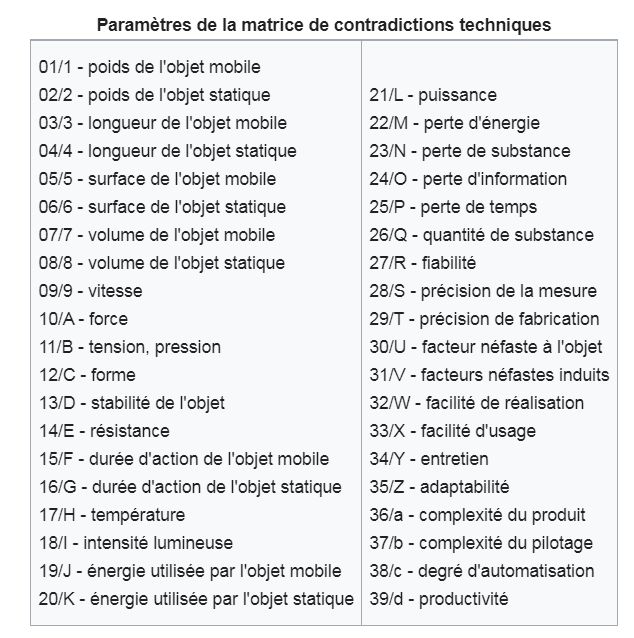 Paramètres de la matrice de contradictions techniques
01/1 - poids de l'objet mobile
02/2 - poids de l'objet statique
03/3 - longueur de l'objet mobile
04/4 - longueur de l'objet statique
05/5 - surface de l'objet mobile
06/6 - surface de l'objet statique
07/7 - volume de l'objet mobile
08/8 - volume de l'objet statique
09/9 - vitesse
10/A - force
11/B - tension, pression
12/C - forme
13/D - stabilité de l'objet
14/E - résistance
15/F - durée d'action de l'objet mobile
16/G - durée d'action de l'objet statique
17/H - température
18/I - intensité lumineuse
19/J - énergie utilisée par l'objet mobile
20/K - énergie utilisée par l'objet statique
21/L - puissance
22/M - perte d'énergie
23/N - perte de substance
24/O - perte d'information
25/P - perte de temps
26/Q - quantité de substance
27/R - fiabilité
28/S - précision de la mesure
29/T - précision de fabrication
30/U - facteur néfaste à l'objet
31/V - facteurs néfastes induits
32/W - facilité de réalisation
33/X - facilité d'usage
34/Y - entretien
35/Z - adaptabilité
36/a - complexité du produit
37/b - complexité du pilotage
38/c - degré d'automatisation
39/d - productivité